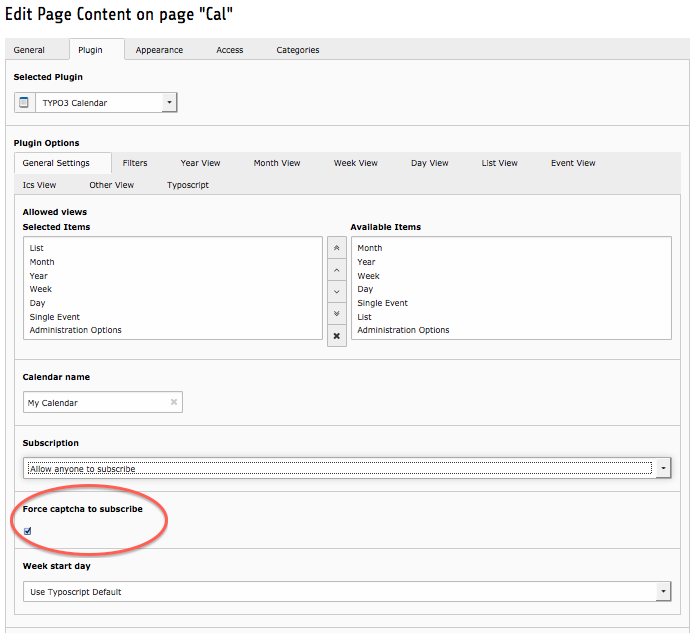 Edit Page Content on page "Cal"
General Plugin Appearance Access Categories
Selected Plugin
TYPO3 Calendar
Plugin Options
General Settings Filters Year View Month View Week View Day View List View Event View
Ics View Other View Typoscript
Allowed views
Selected Items Available Items
List Month
Month Year
Year Week
Week Day
Day Single Event
Single Event List
Administration Options Administration Options
Calendar name
My Calendar
Subscription
Allow anyone to subscribe
Force captcha to subscribe
Week start day
Use Typoscript Default